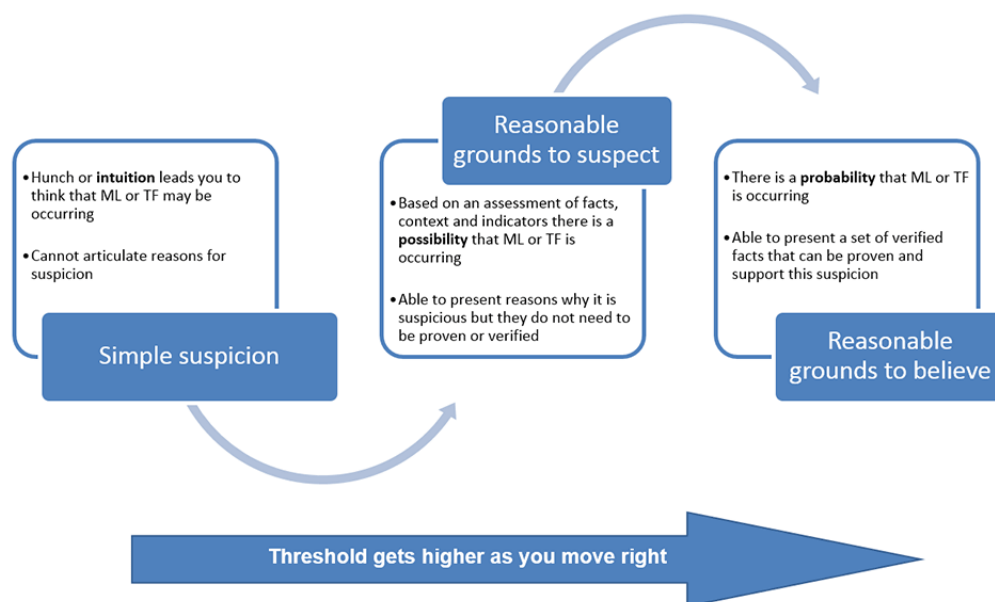 •Hunch or intuition leads you to
think that ML or TF may be
occurring
•Cannot articulate reasons for
suspicion
Simple suspicion
Reasonable
grounds to suspect
•Based on an assessment of facts,
context and indicators there is a
possibility that ML or TF is
occurring
•Able to present reasons why it is
suspicious but they do not need to
be proven or verified
•There is a probability that ML or TF
is occurring
•Able to present a set of verified
facts that can be proven and
support this suspicion
Reasonable
grounds to believe
Threshold gets higher as you move right